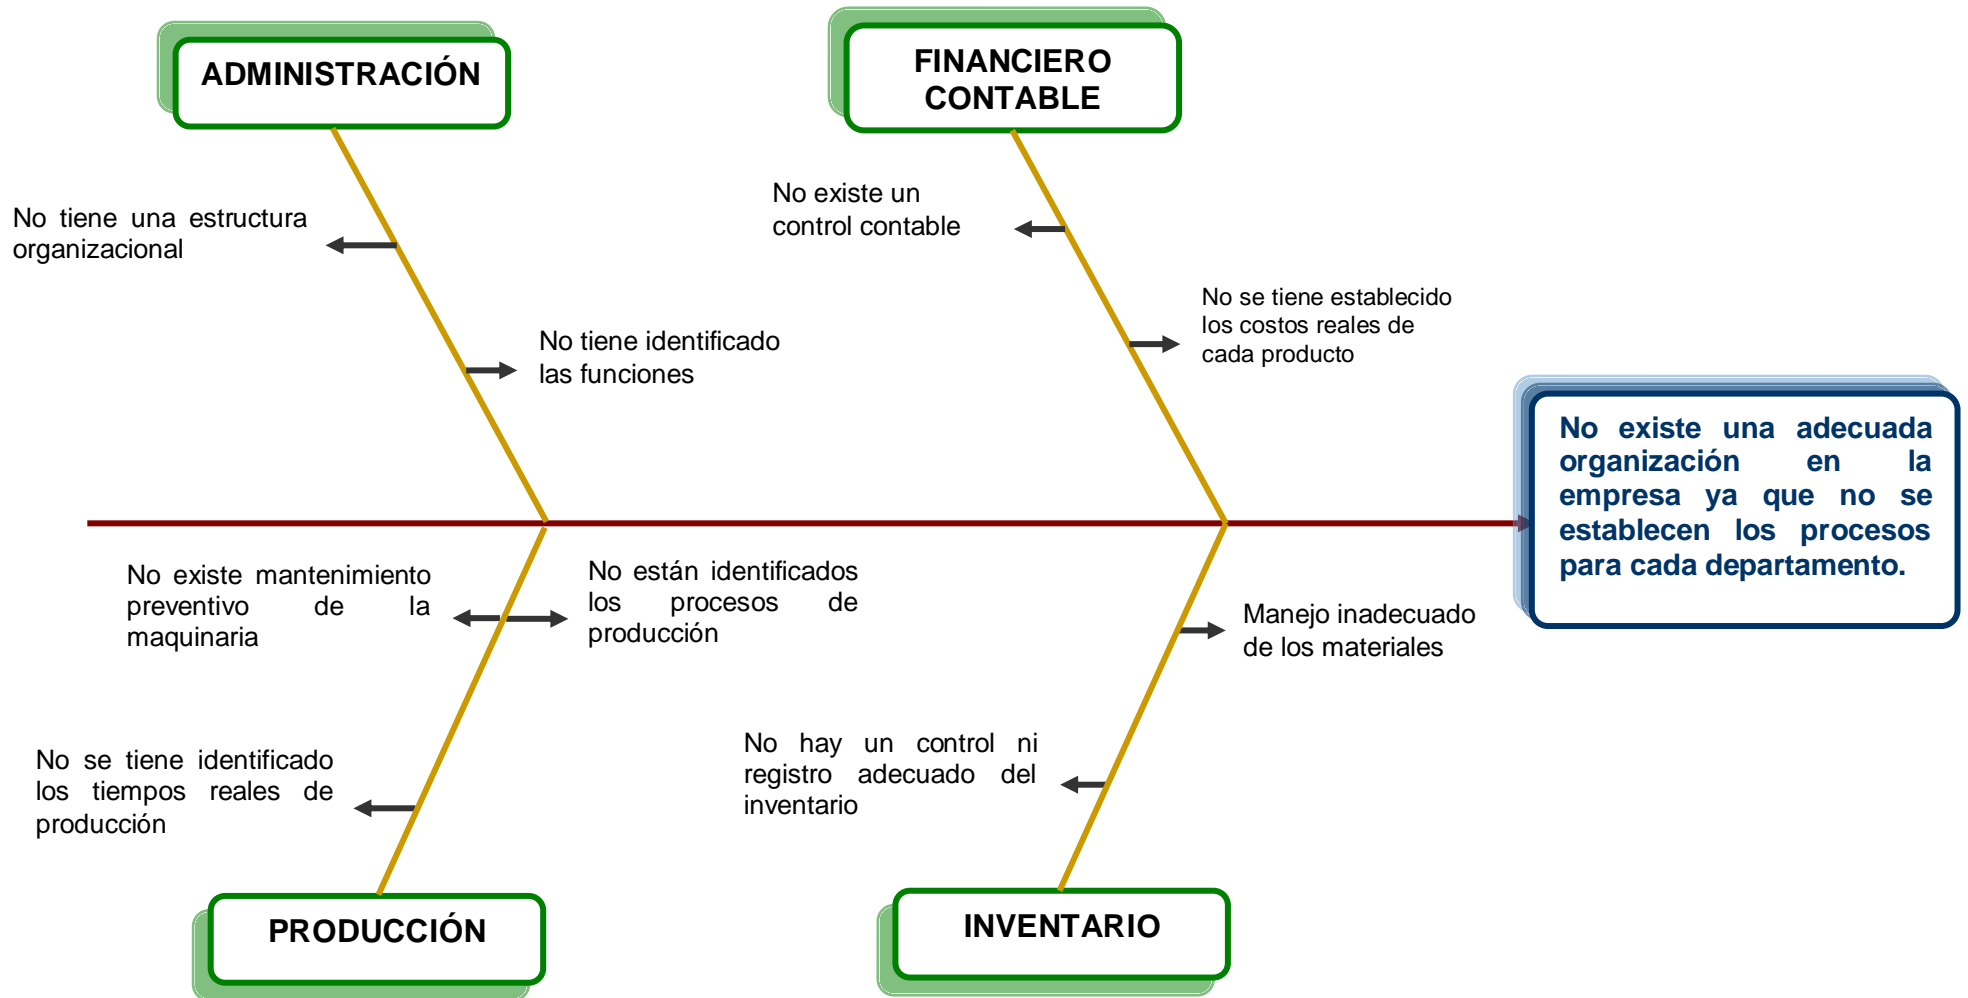 ADMINISTRACIÓN
FINANCIERO
CONTABLE
No tiene una estructura
organizacional
No existe un
control contable
No tiene identificado
las funciones
No se tiene establecido
los costos reales de
cada producto
No existe una adecuada
organización en la
empresa ya que no se
establecen los procesos
para cada departamento.
No existe mantenimiento
preventivo de la
maquinaria
No están identificados
los procesos de
producción
Manejo inadecuado
de los materiales
No se tiene identificado
los tiempos reales de
producción
No hay un control ni
registro adecuado del
inventario
PRODUCCIÓN
INVENTARIO